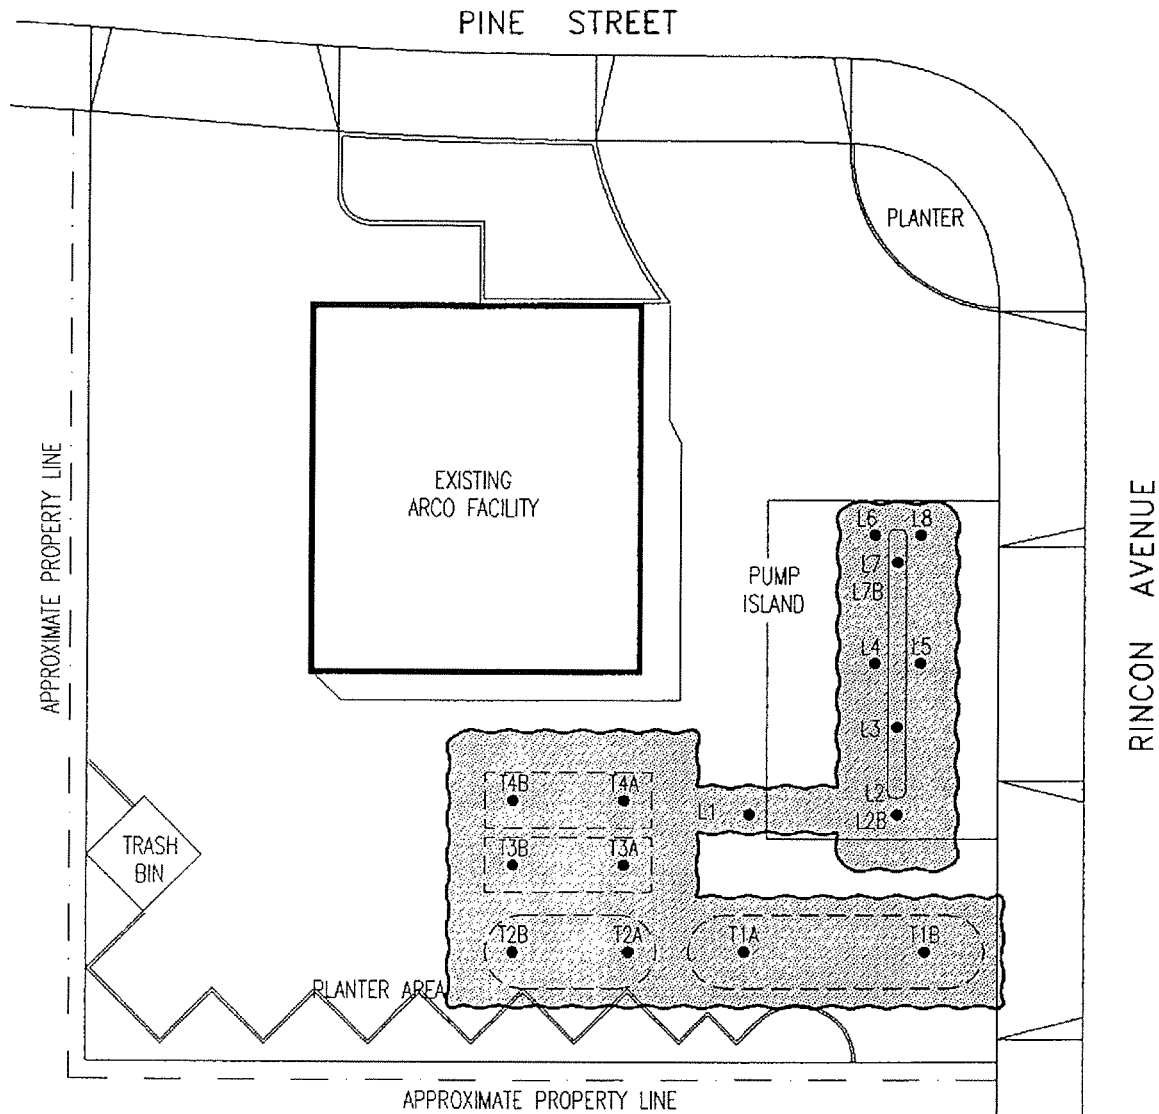 PINE STREET
PLANTER
APPROXIMATE PROPERTY LINE
EXISTING
ARCO FACILITY
RINCON AVENUE
L6
L8
L7
L7B
PUMP
ISLAND
L4
L5
L3
L2
L2B
L1
T4B
T4A
T3B
T3A
TRASH
BIN
T2B
T2A
T1A
T1B
PLANTER AREA
APPROXIMATE PROPERTY LINE